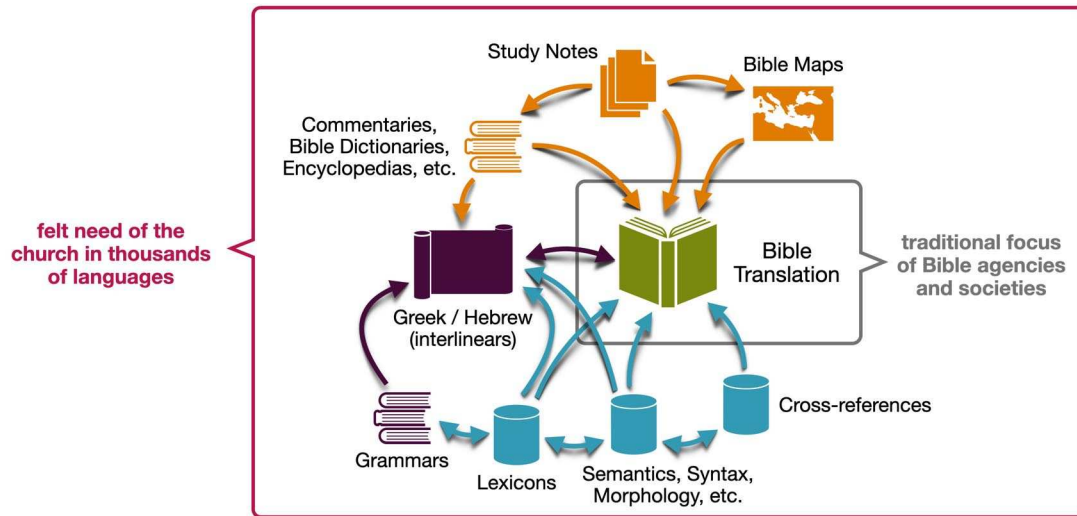 Study Notes
Bible Maps
Commentaries,
Bible Dictionaries,
Encyclopedias, etc.
felt need of the
church in thousands
of languages
Bible
Translation
traditional focus
of Bible agencies
and societies
Greek / Hebrew
(interlinears)
Cross-references
Grammars
Lexicons
Semantics, Syntax,
Morphology, etc.